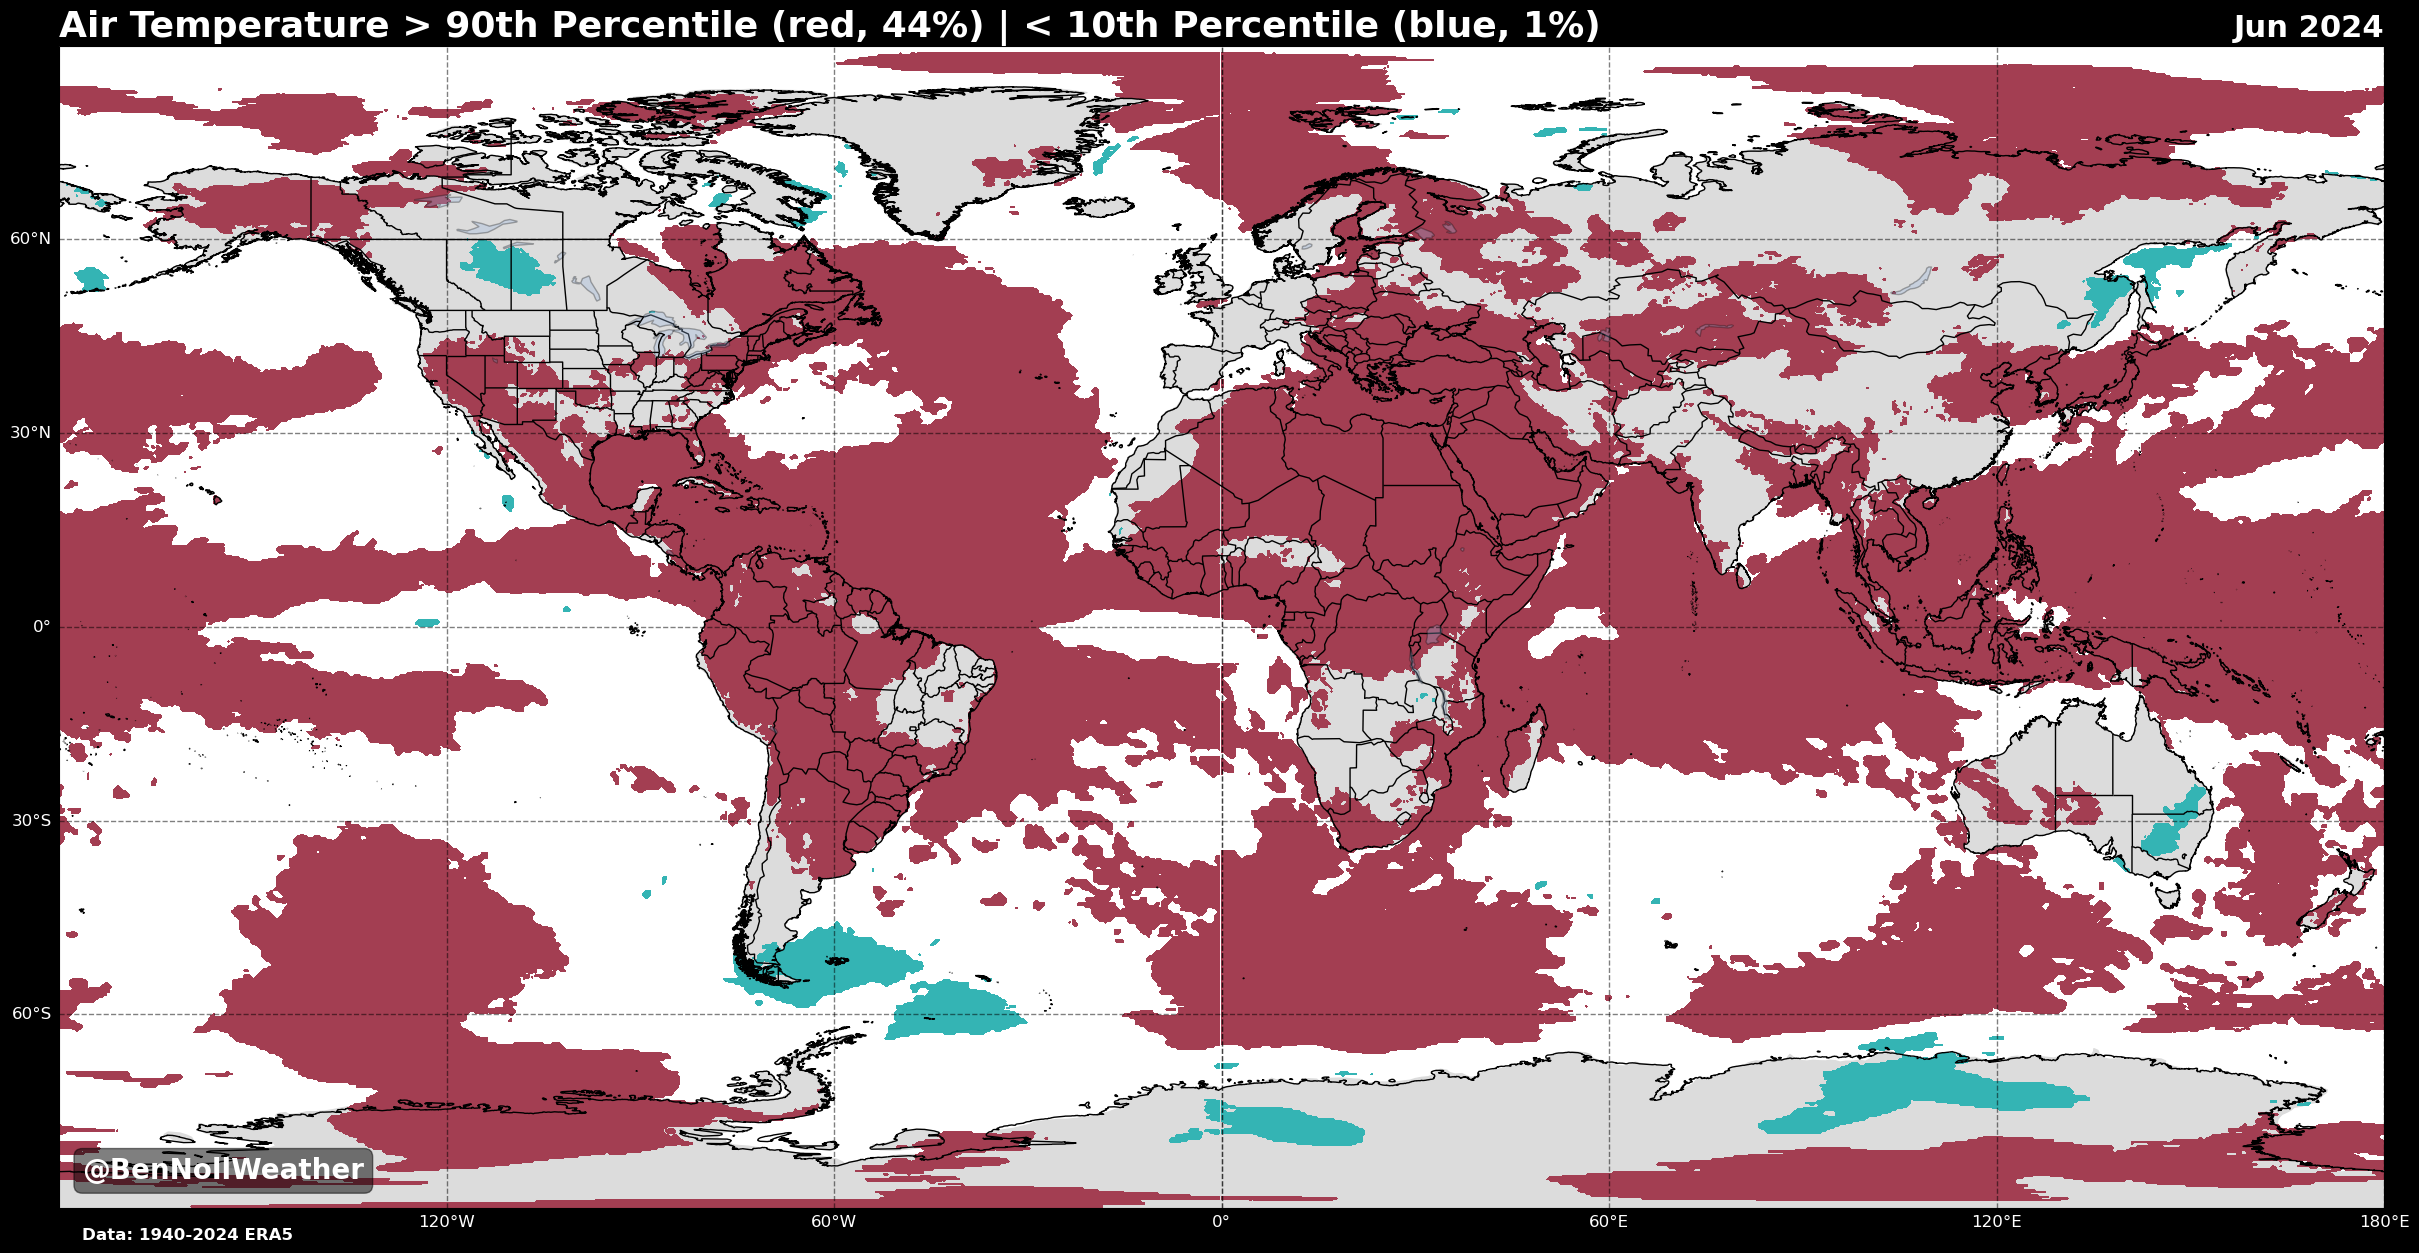 Air Temperature > 90th Percentile (red, 44%) | < 10th Percentile (blue, 1%)
Jun 2024
60°N
30°N
0°
30°S
60°S
@BenNollWeather
120°W
60°W
0°
60°E
120°E
180°E
Data: 1940-2024 ERA5